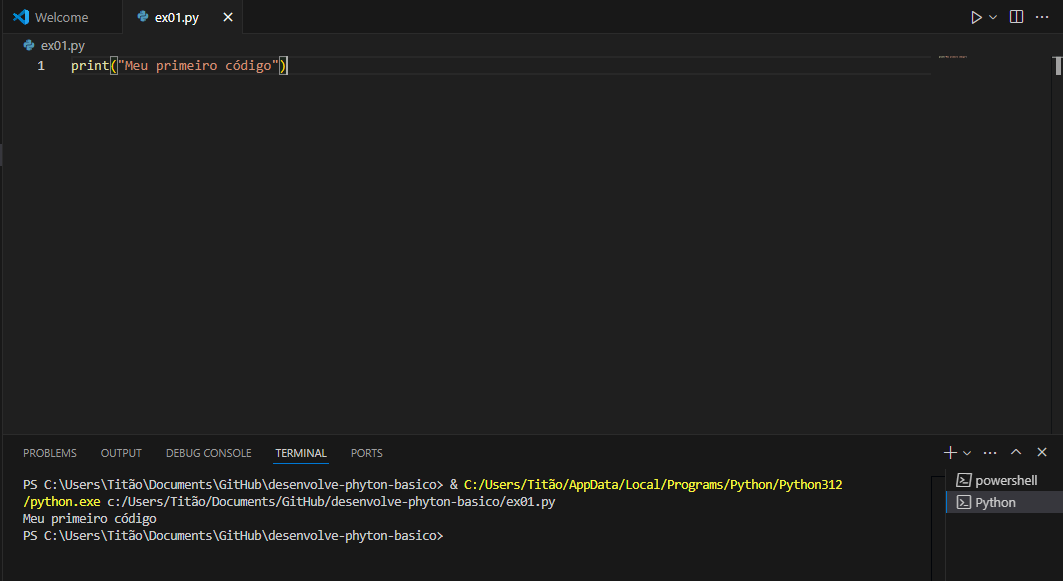 Welcome ex01.py
ex01.py
1 print("Meu primeiro código")
PROBLEMS OUTPUT DEBUG CONSOLE TERMINAL PORTS
PS C:\Users\Titão\Documents\GitHub\desenvolve-phyton-basico> & C:/Users/Titão/AppData/Local/Programs/Python/Python312
/python.exe c:/Users/Titão/Documents/GitHub/desenvolve-phyton-basico/ex01.py
Meu primeiro código
PS C:\Users\Titão\Documents\GitHub\desenvolve-phyton-basico>
powershell
Python